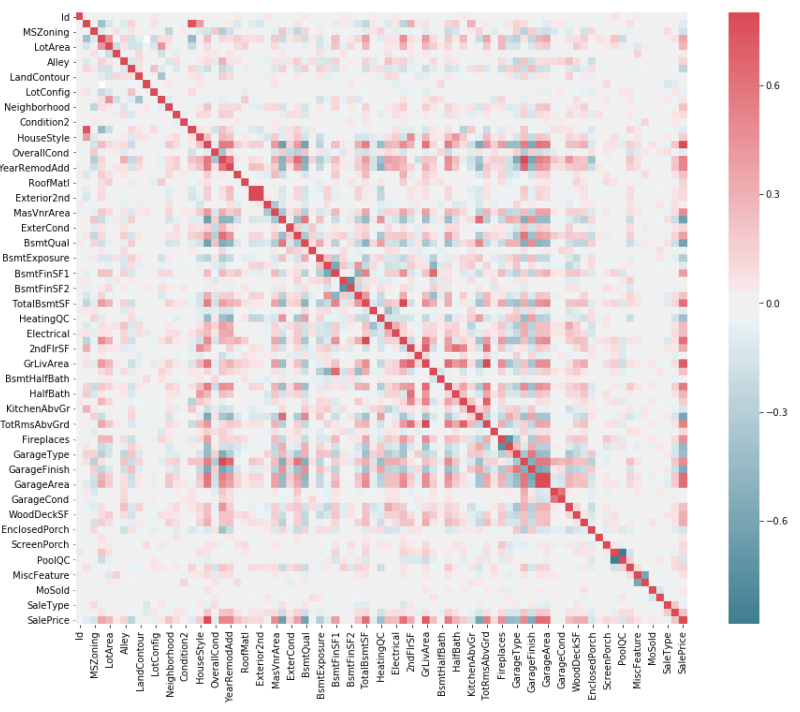 Id
MSZoning
LotArea
Alley
LandContour
LotConfig
Neighborhood
Condition2
HouseStyle
OverallCond
YearRemodAdd
RoofMatl
Exterior2nd
MasVnrArea
ExterCond
BsmtQual
BsmtExposure
BsmtFinSF1
BsmtFinSF2
TotalBsmtSF
HeatingQC
Electrical
2ndFlrSF
GrLivArea
BsmtHalfBath
HalfBath
KitchenAbvGr
TotRmsAbvGrd
Fireplaces
GarageType
GarageFinish
GarageArea
GarageCond
WoodDeckSF
EnclosedPorch
ScreenPorch
PoolQC
MiscFeature
MoSold
SaleType
SalePrice
Id
MSZoning
LotArea
Alley
LandContour
LotConfig
Neighborhood
Condition2
HouseStyle
OverallCond
YearRemodAdd
RoofMatl
Exterior2nd
MasVnrArea
ExterCond
BsmtQual
BsmtExposure
BsmtFinSF1
BsmtFinSF2
TotalBsmtSF
HeatingQC
Electrical
2ndFlrSF
GrLivArea
BsmtHalfBath
HalfBath
KitchenAbvGr
TotRmsAbvGrd
Fireplaces
GarageType
GarageFinish
GarageArea
GarageCond
WoodDeckSF
EnclosedPorch
ScreenPorch
PoolQC
MiscFeature
MoSold
SaleType
SalePrice
0.6
0.3
0.0
−0.3
−0.6